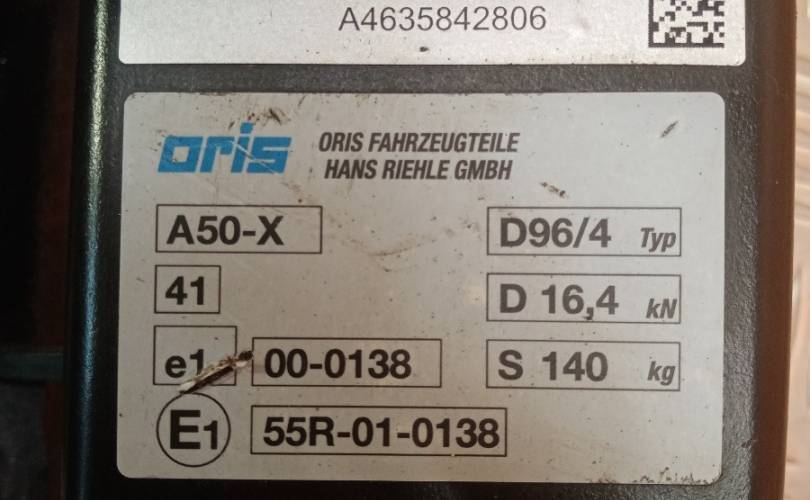 A4635842806
oris
ORIS FAHRZEUGTEILE
HANS RIEHLE GMBH
A50-X
D96/4 Typ
41
D 16,4 kN
e1 00-0138
S 140 kg
E1 55R-01-0138